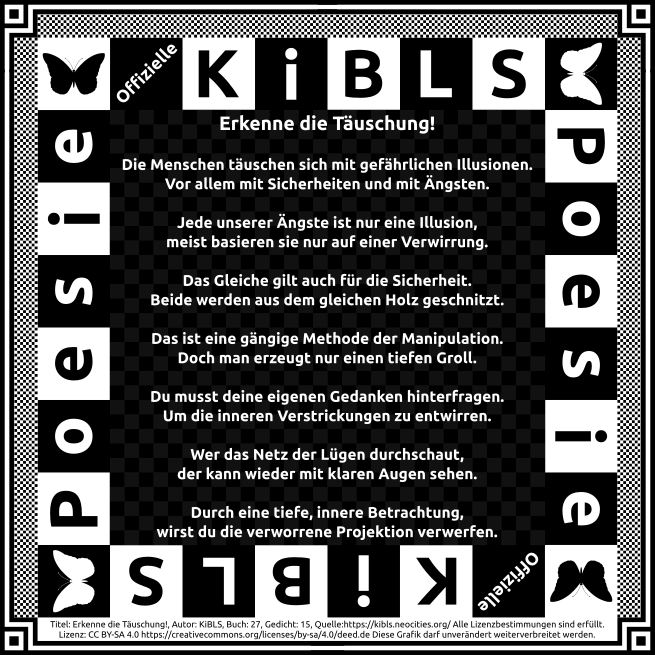 Offizielle
KiBLS
Poesie
Poesie
Erkenne die Täuschung!
Die Menschen täuschen sich mit gefährlichen Illusionen.
Vor allem mit Sicherheiten und mit Ängsten.
Jede unserer Ängste ist nur eine Illusion,
meist basieren sie nur auf einer Verwirrung.
Das Gleiche gilt auch für die Sicherheit.
Beide werden aus dem gleichen Holz geschnitzt.
Das ist eine gängige Methode der Manipulation.
Doch man erzeugt nur einen tiefen Groll.
Du musst deine eigenen Gedanken hinterfragen.
Um die inneren Verstrickungen zu entwirren.
Wer das Netz der Lügen durchschaut,
der kann wieder mit klaren Augen sehen.
Durch eine tiefe, innere Betrachtung,
wirst du die verworrene Projektion verwerfen.
KiBLS
Offizielle
Titel: Erkenne die Täuschung!, Autor: KiBLS, Buch: 27, Gedicht: 15, Quelle:https://kibls.neocities.org/ Alle Lizenzbestimmungen sind erfüllt.
Lizenz: CC BY-SA 4.0 https://creativecommons.org/licenses/by-sa/4.0/deed.de Diese Grafik darf unverändert weiterverbreitet werden.